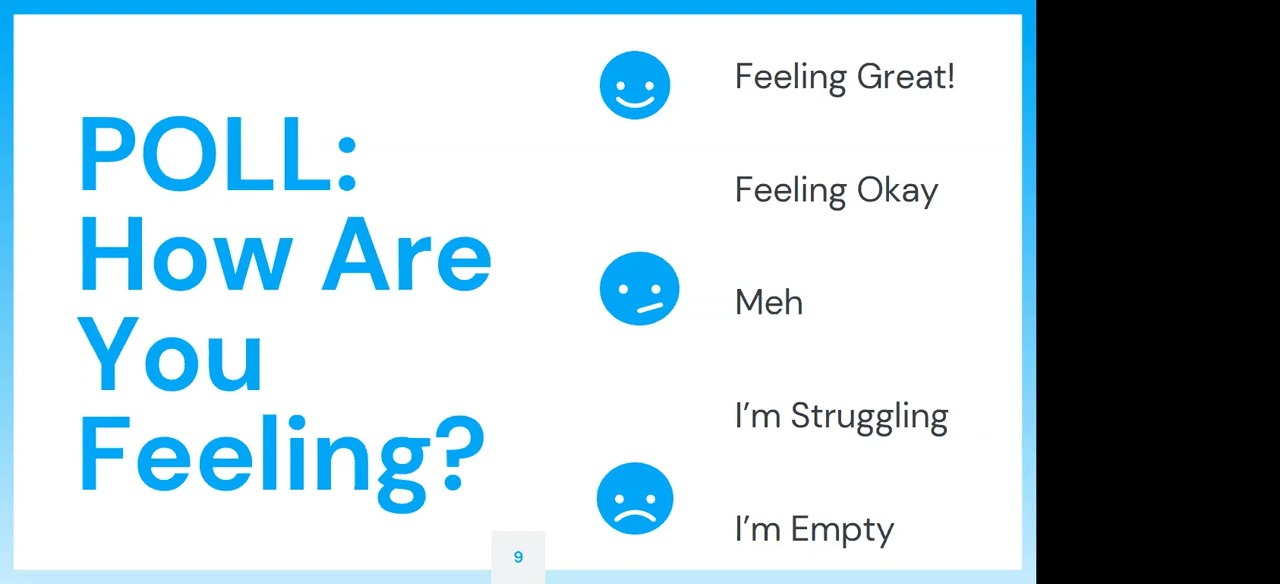 POLL:
How Are
You
Feeling?
Feeling Great!
Feeling Okay
Meh
I’m Struggling
I’m Empty
9